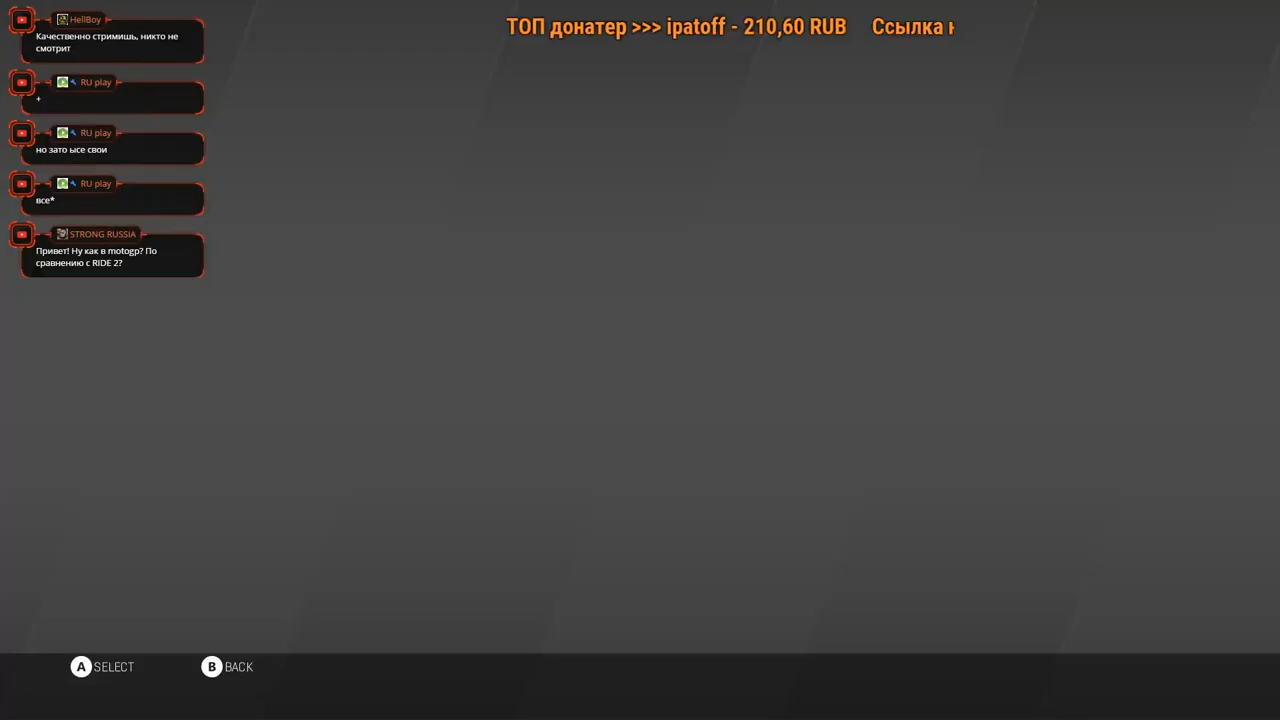 HellBoy
Качественно стримишь, никто не
смотрит
RU play
+
RU play
но зато ысе свои
RU play
все*
STRONG RUSSIA
Привет! Ну как в motogp? По
сравнению с RIDE 2?
ТОП донатер >>> ipatoff - 210,60 RUB Ссылка
A SELECT B BACK